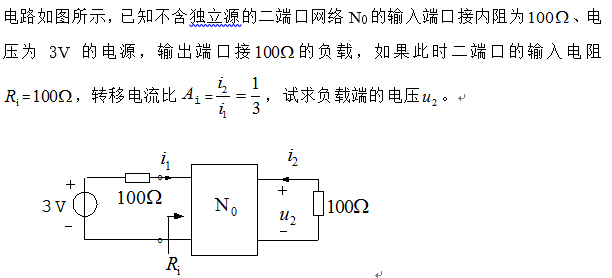 电路如图所示，已知不含独立源的二端口网络 N0 的输入端口接内阻为100Ω、电
压为 3V 的电源，输出端口接100Ω的负载，如果此时二端口的输入电阻
Ri=100Ω，转移电流比 Ai = i2/i1 = 1/3，试求负载端的电压u2。
i1 i2
+ 100Ω + 100Ω
3V N0 u2
- -
Ri